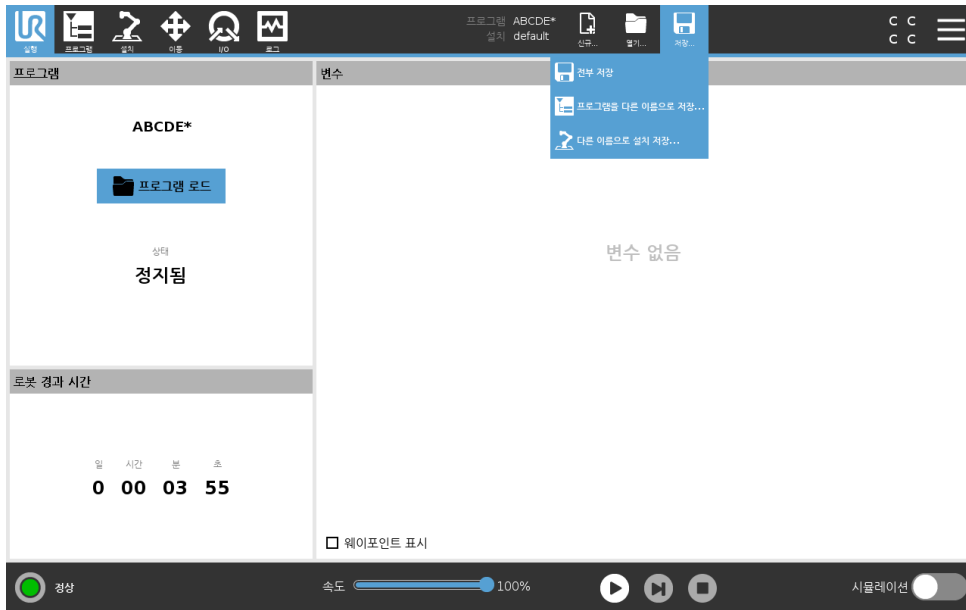 실행 프로그램 설치 이동 I/O 로그
프로그램 ABCDE*
설치 default
신규... 열기... 저장...
C C
C C
전부 저장
프로그램을 다른 이름으로 저장...
다른 이름으로 설치 저장...
프로그램
ABCDE*
프로그램 로드
상태
정지됨
변수
변수 없음
로봇 경과 시간
일 시간 분 초
0 00 03 55
웨이포인트 표시
정상
속도 100%
시뮬레이션